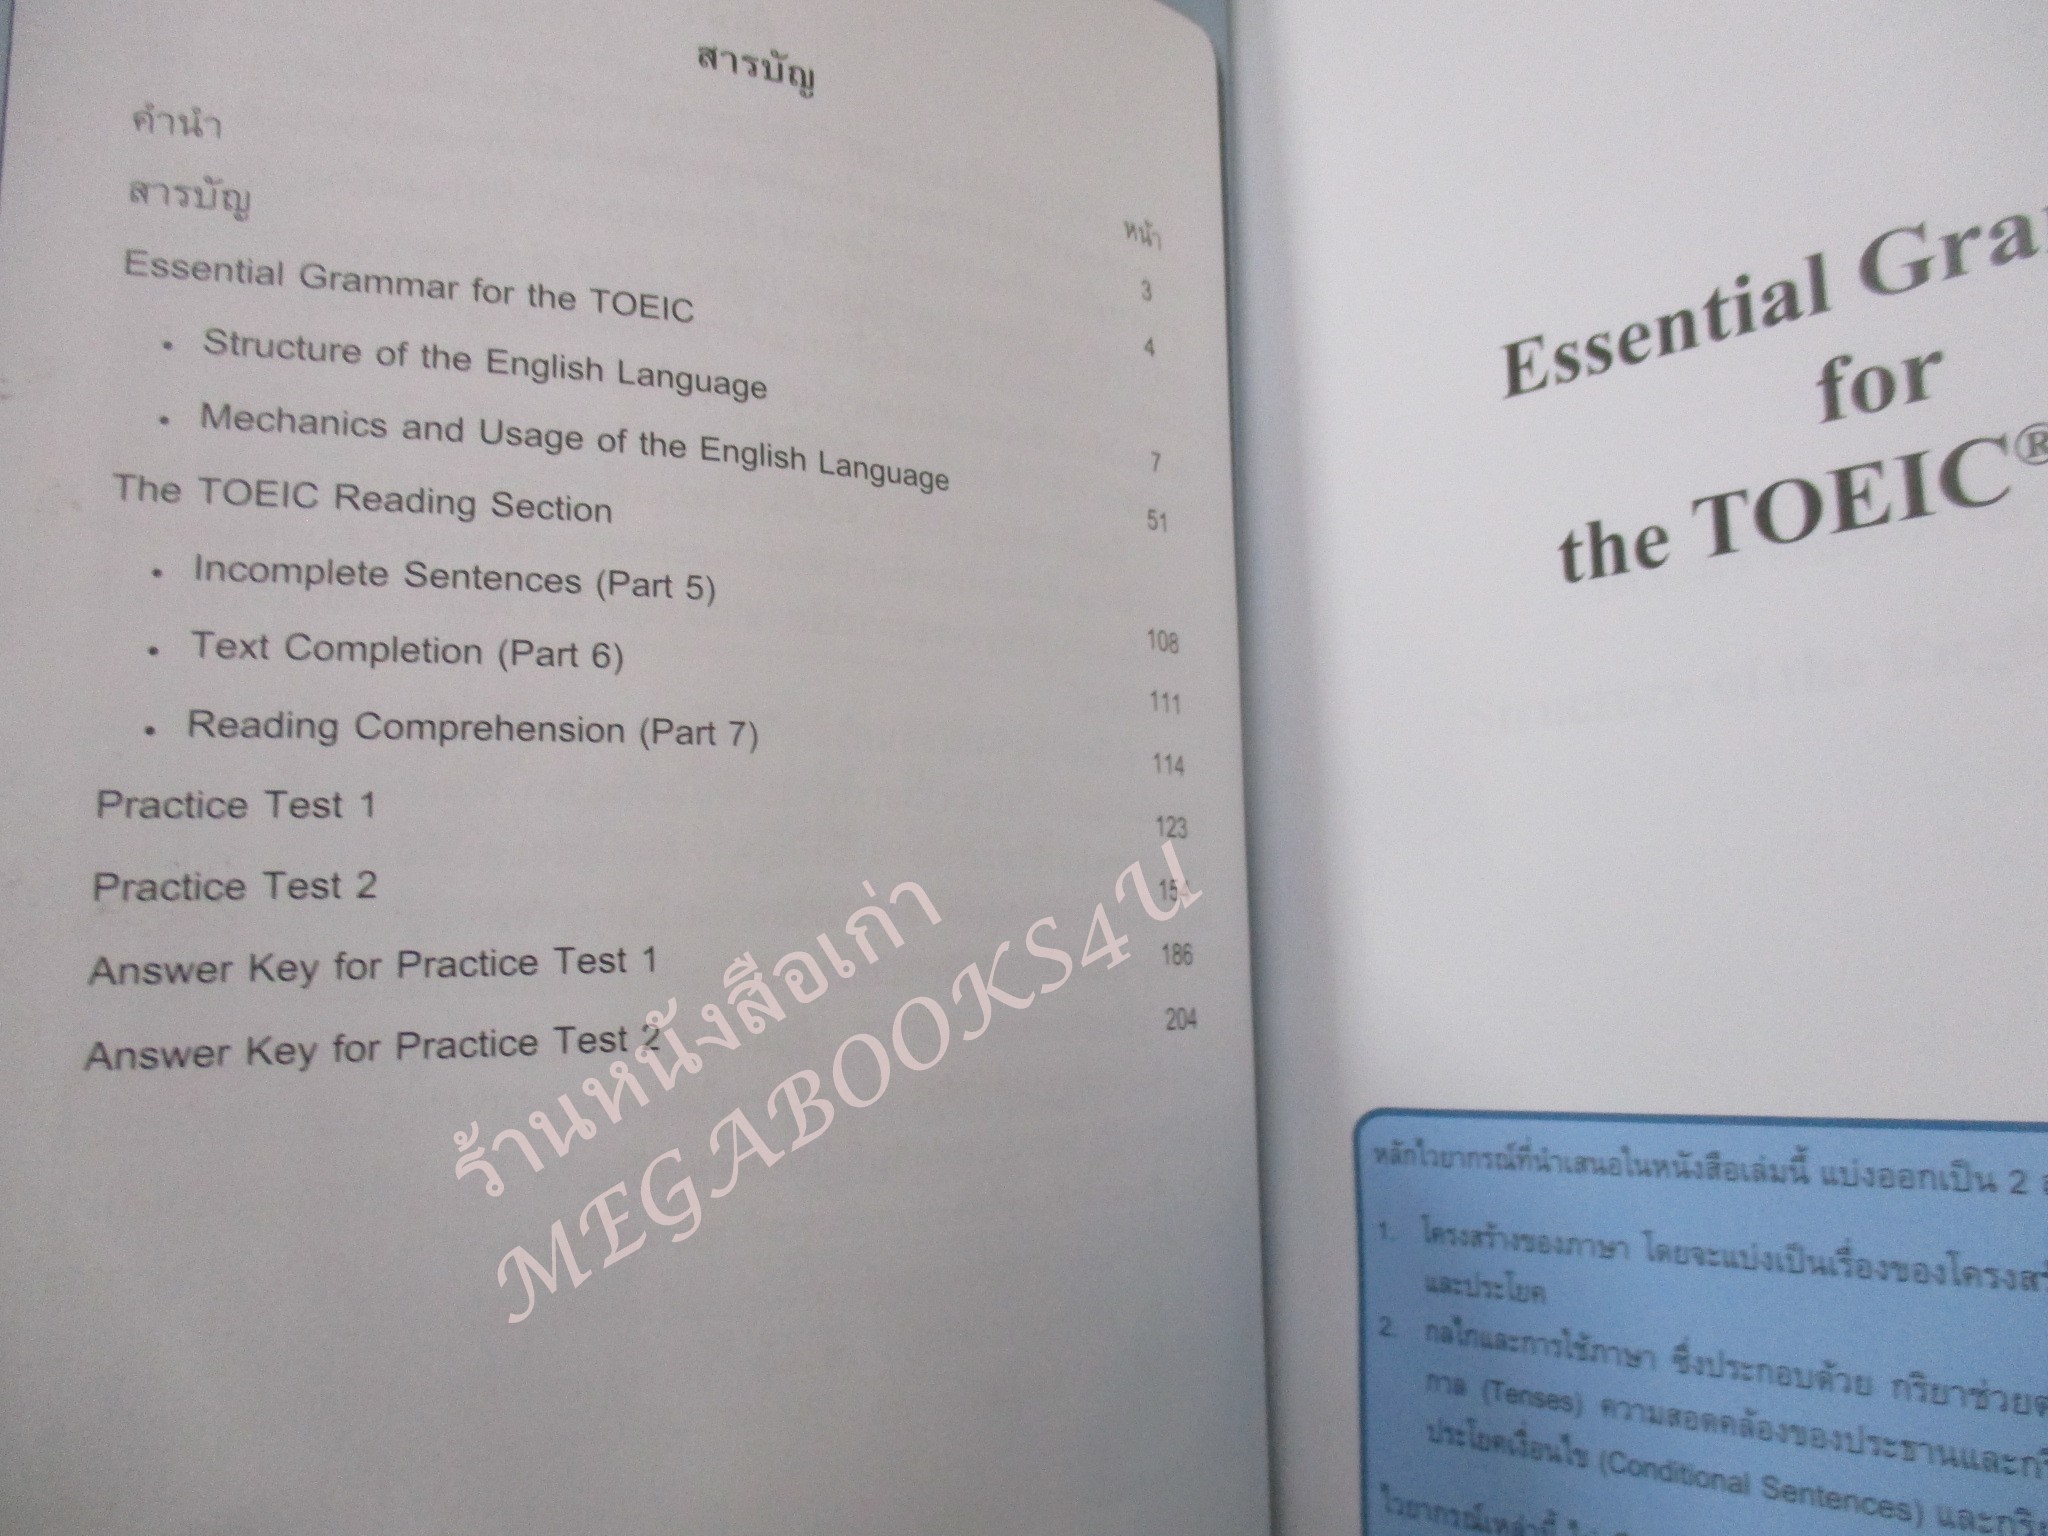 สารบัญ
คำนำ
สารบัญ
หน้า
Essential Grammar for the TOEIC 3
• Structure of the English Language 4
• Mechanics and Usage of the English Language 7
The TOEIC Reading Section 51
• Incomplete Sentences (Part 5) 108
• Text Completion (Part 6) 111
• Reading Comprehension (Part 7) 114
Practice Test 1 123
Practice Test 2
Answer Key for Practice Test 1 186
Answer Key for Practice Test 2 204
ร้านหนังสือเก่า
MEGABOOKS4U
Essential
for
the TOEIC®
หลักไวยากรณ์ที่นำเสนอในหนังสือเล่มนี้ แบ่งออกเป็น 2
1. โครงสร้างของภาษา โดยจะแบ่งเป็นเรื่องของ
และประโยค
2. กลไกและการใช้ภาษา ซึ่งประกอบด้วย กริยาช่วย
กาล (Tenses) ความสอดคล้องของประธานและ
ประโยคเงื่อนไข (Conditional Sentences) และ
ไวยากรณ์เหล่านี้